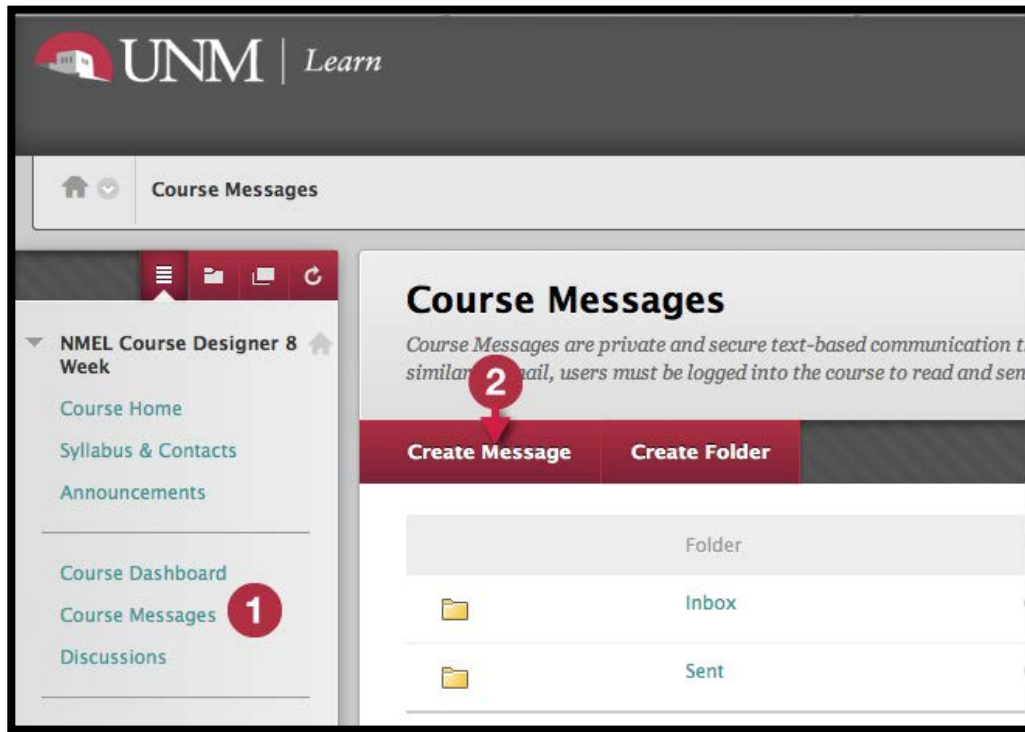 UNM | Learn
Course Messages
NMEL Course Designer 8
Week
Course Home
Syllabus & Contacts
Announcements
Course Dashboard
Course Messages 1
Discussions
Course Messages
Course Messages are private and secure text-based communication
similar users must be logged into the course to read and
2
Create Message Create Folder
Folder
Inbox
Sent